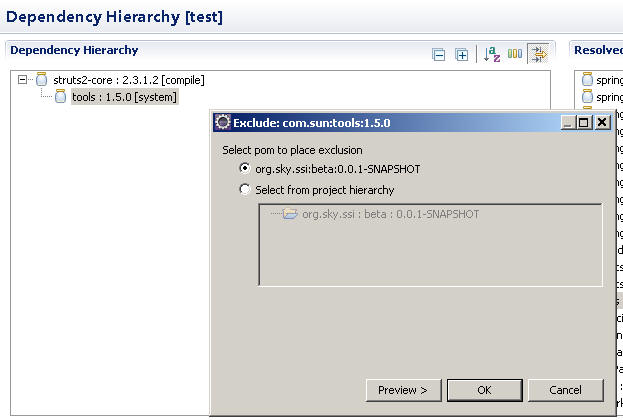 Dependency Hierarchy [test]
Dependency Hierarchy
Resolved
struts2-core : 2.3.1.2 [compile]
tools : 1.5.0 [system]
spring
spring
Exclude: com.sun:tools:1.5.0
Select pom to place exclusion
org.sky.ssi:beta:0.0.1-SNAPSHOT
Select from project hierarchy
org.sky.ssi : beta : 0.0.1-SNAPSHOT
Preview >
OK
Cancel